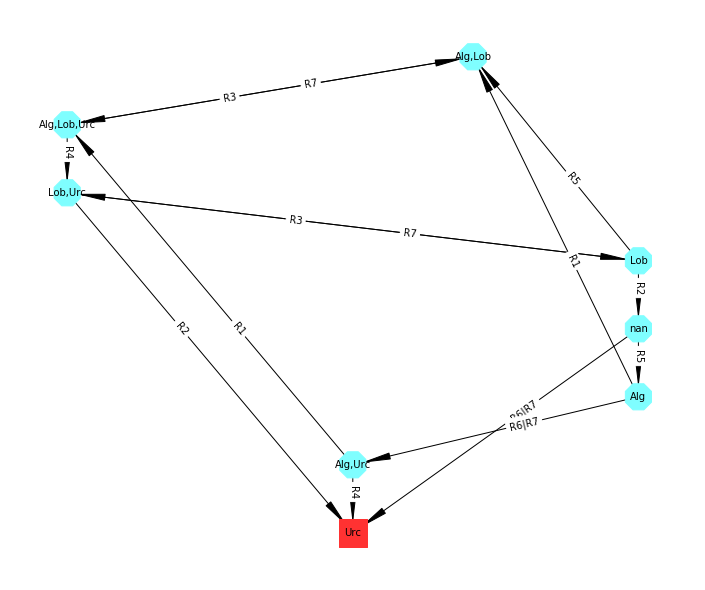 Alg,Lob
R7
R3
Alg,Lob,Urc
R4
R5
Lob,Urc
R3
R7
R1
Lob
R2
R2
R1
nan
R5
Alg
R6|R7
R6|R7
Alg,Urc
R4
Urc